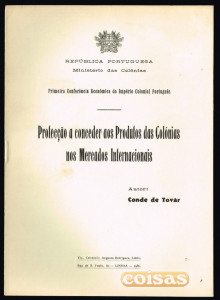 REPÚBLICA PORTUGUESA
Ministério das Colónias
Primeira Conferência Económica do Império Colonial Português
Protecção a conceder aos Produtos das Colónias
nos Mercados Internacionais
Autor:
Conde de Tovar
LISBOA
coisas